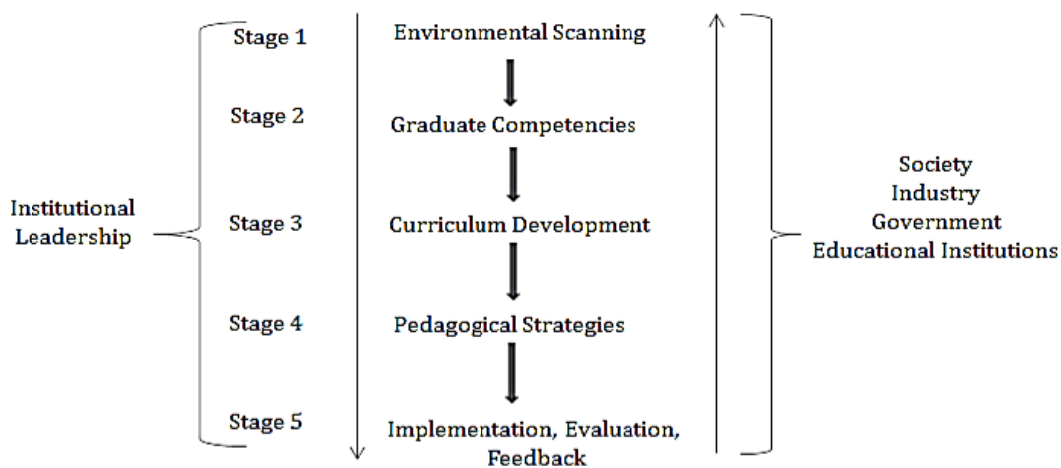 Stage 1
Environmental Scanning
Stage 2
Graduate Competencies
Stage 3
Curriculum Development
Stage 4
Pedagogical Strategies
Stage 5
Implementation, Evaluation,
Feedback
Institutional
Leadership
Society
Industry
Government
Educational Institutions